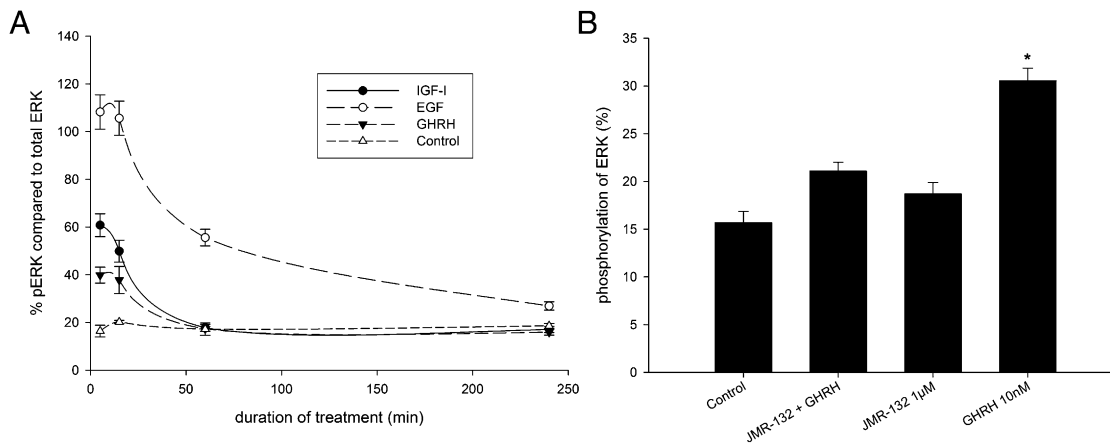 A
% pERK compared to total ERK
140
120
100
80
60
40
20
0
0 50 100 150 200 250
duration of treatment (min)
IGF-I
EGF
GHRH
Control
B
phosphorylation of ERK (%)
35
30
25
20
15
10
5
0
*
Control
JMR-132 + GHRH
JMR-132 1µM
GHRH 10nM